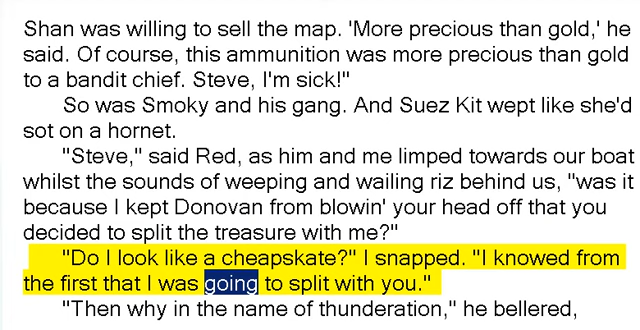 Shan was willing to sell the map. 'More precious than gold,' he
said. Of course, this ammunition was more precious than gold
to a bandit chief. Steve, I'm sick!"
So was Smoky and his gang. And Suez Kit wept like she'd
sot on a hornet.
"Steve," said Red, as him and me limped towards our boat
whilst the sounds of weeping and wailing riz behind us, "was it
because I kept Donovan from blowin' your head off that you
decided to split the treasure with me?"
"Do I look like a cheapskate?" I snapped. "I knowed from
the first that I was going to split with you."
"Then why in the name of thunderation," he bellered,